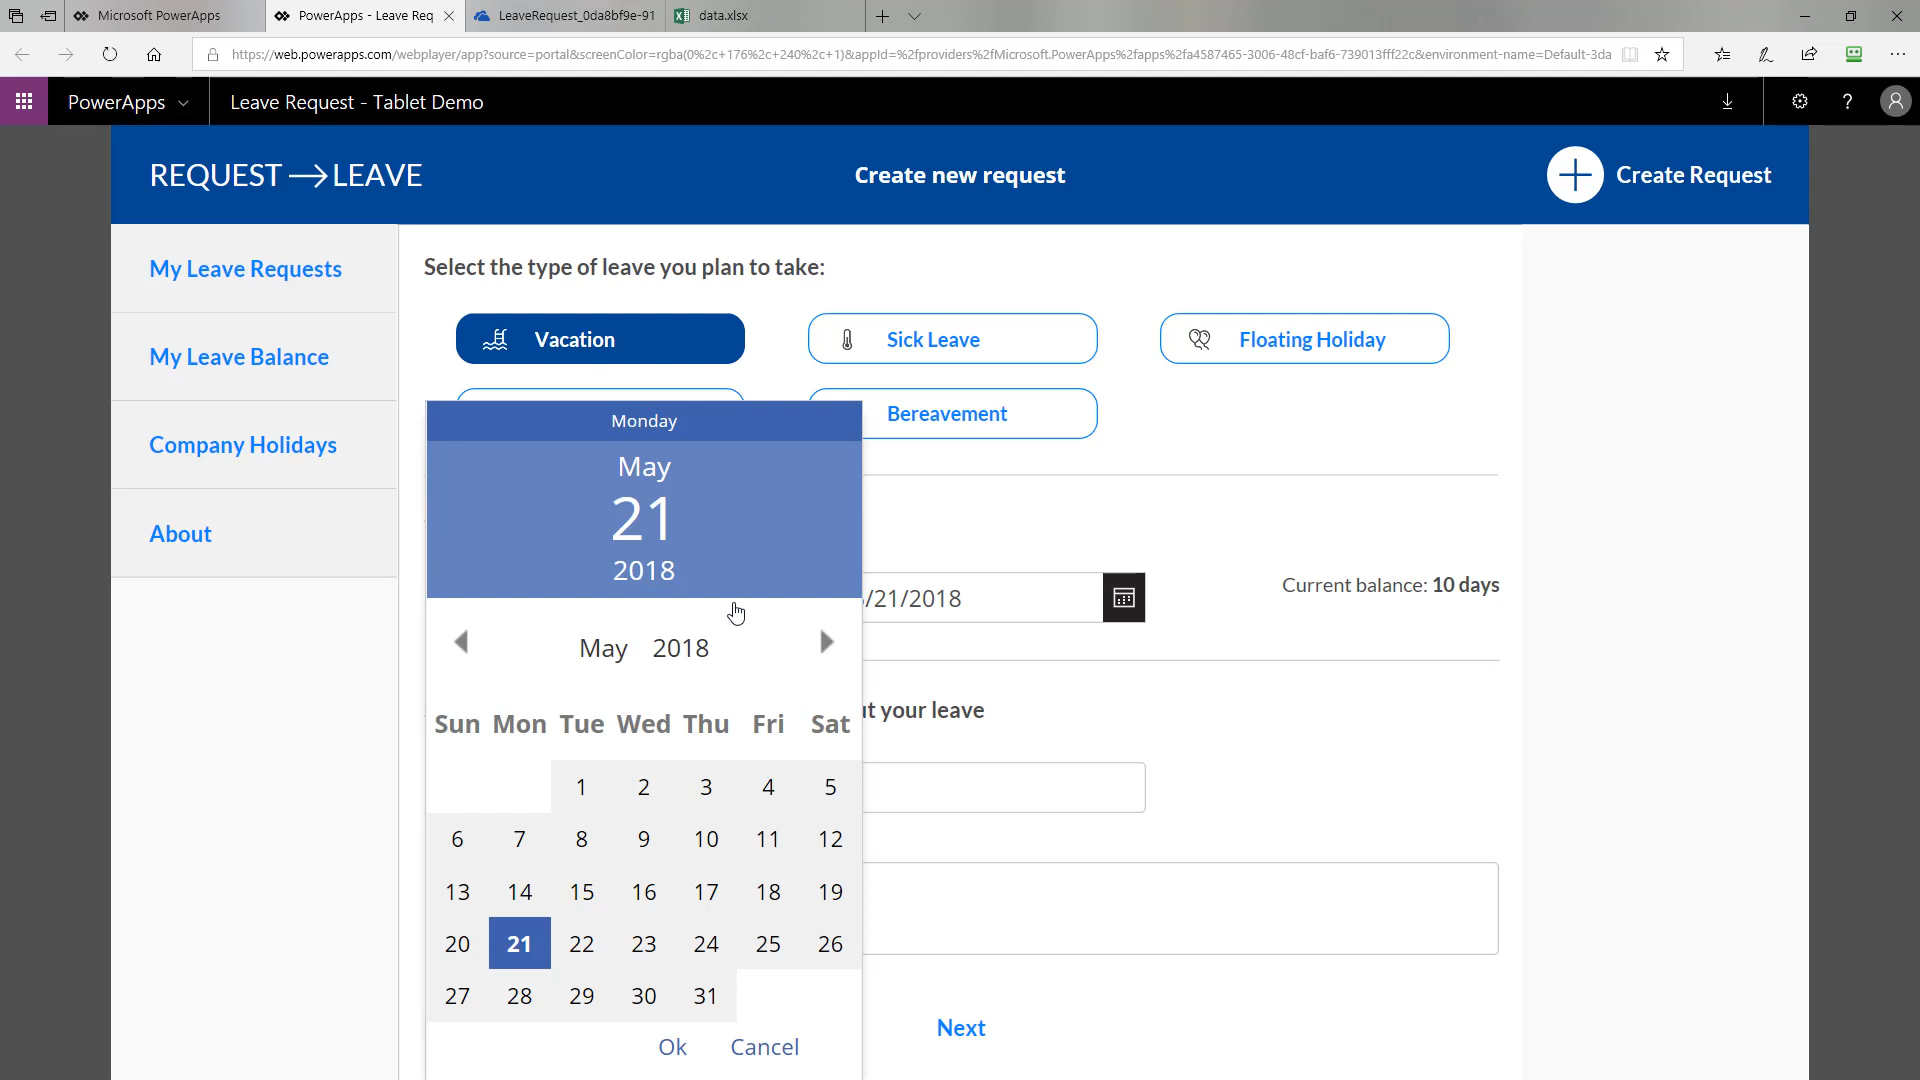 Microsoft PowerApps
PowerApps - Leave Req
LeaveRequest_0da8bf9e-91
data.xlsx
https://web.powerapps.com/webplayer/app?source=portal&screenColor=rgba(0%2c+176%2c+240%2c+1)&appId=%2fproviders%2fMicrosoft.PowerApps%2fapps%2fa4587465-3006-48cf-baf6-739013fff22c&environment-name=Default-3da
PowerApps
Leave Request - Tablet Demo
?
REQUEST → LEAVE
Create new request
Create Request
My Leave Requests
My Leave Balance
Company Holidays
About
Select the type of leave you plan to take:
Vacation
Sick Leave
Floating Holiday
Bereavement
Monday
May
21
2018
/21/2018
Current balance: 10 days
May 2018
Sun Mon Tue Wed Thu Fri Sat
1 2 3 4 5
6 7 8 9 10 11 12
13 14 15 16 17 18 19
20 21 22 23 24 25 26
27 28 29 30 31
Ok Cancel
ut your leave
Next